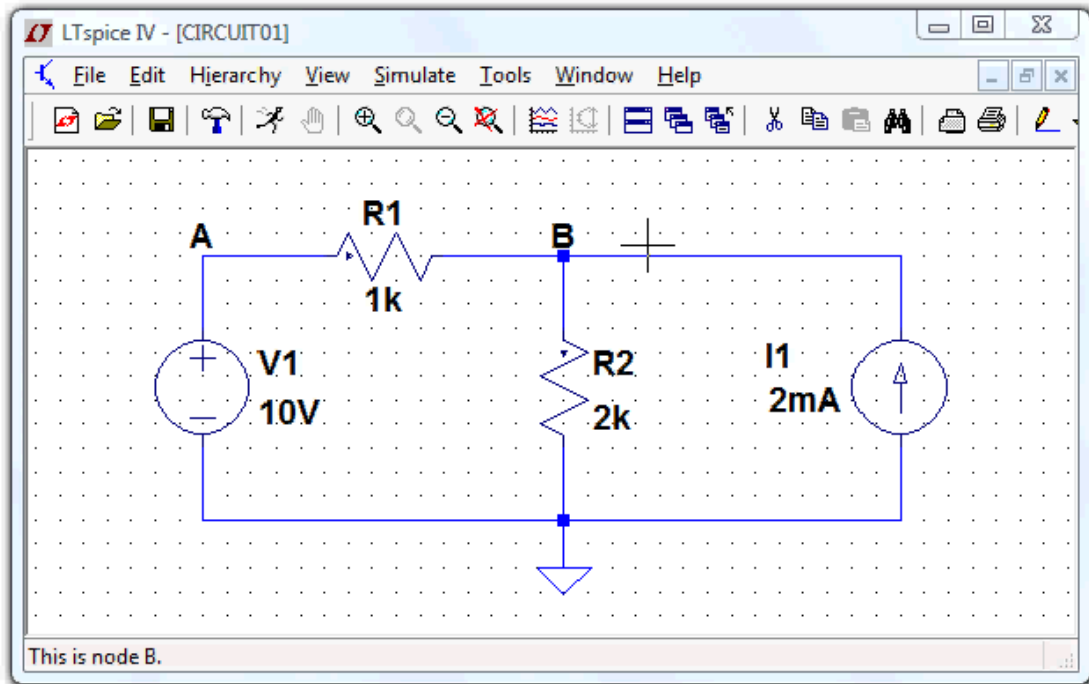 LTspice IV - [CIRCUIT01]
File Edit Hierarchy View Simulate Tools Window Help
R1
A
B
1k
V1
10V
R2
2k
I1
2mA
This is node B.